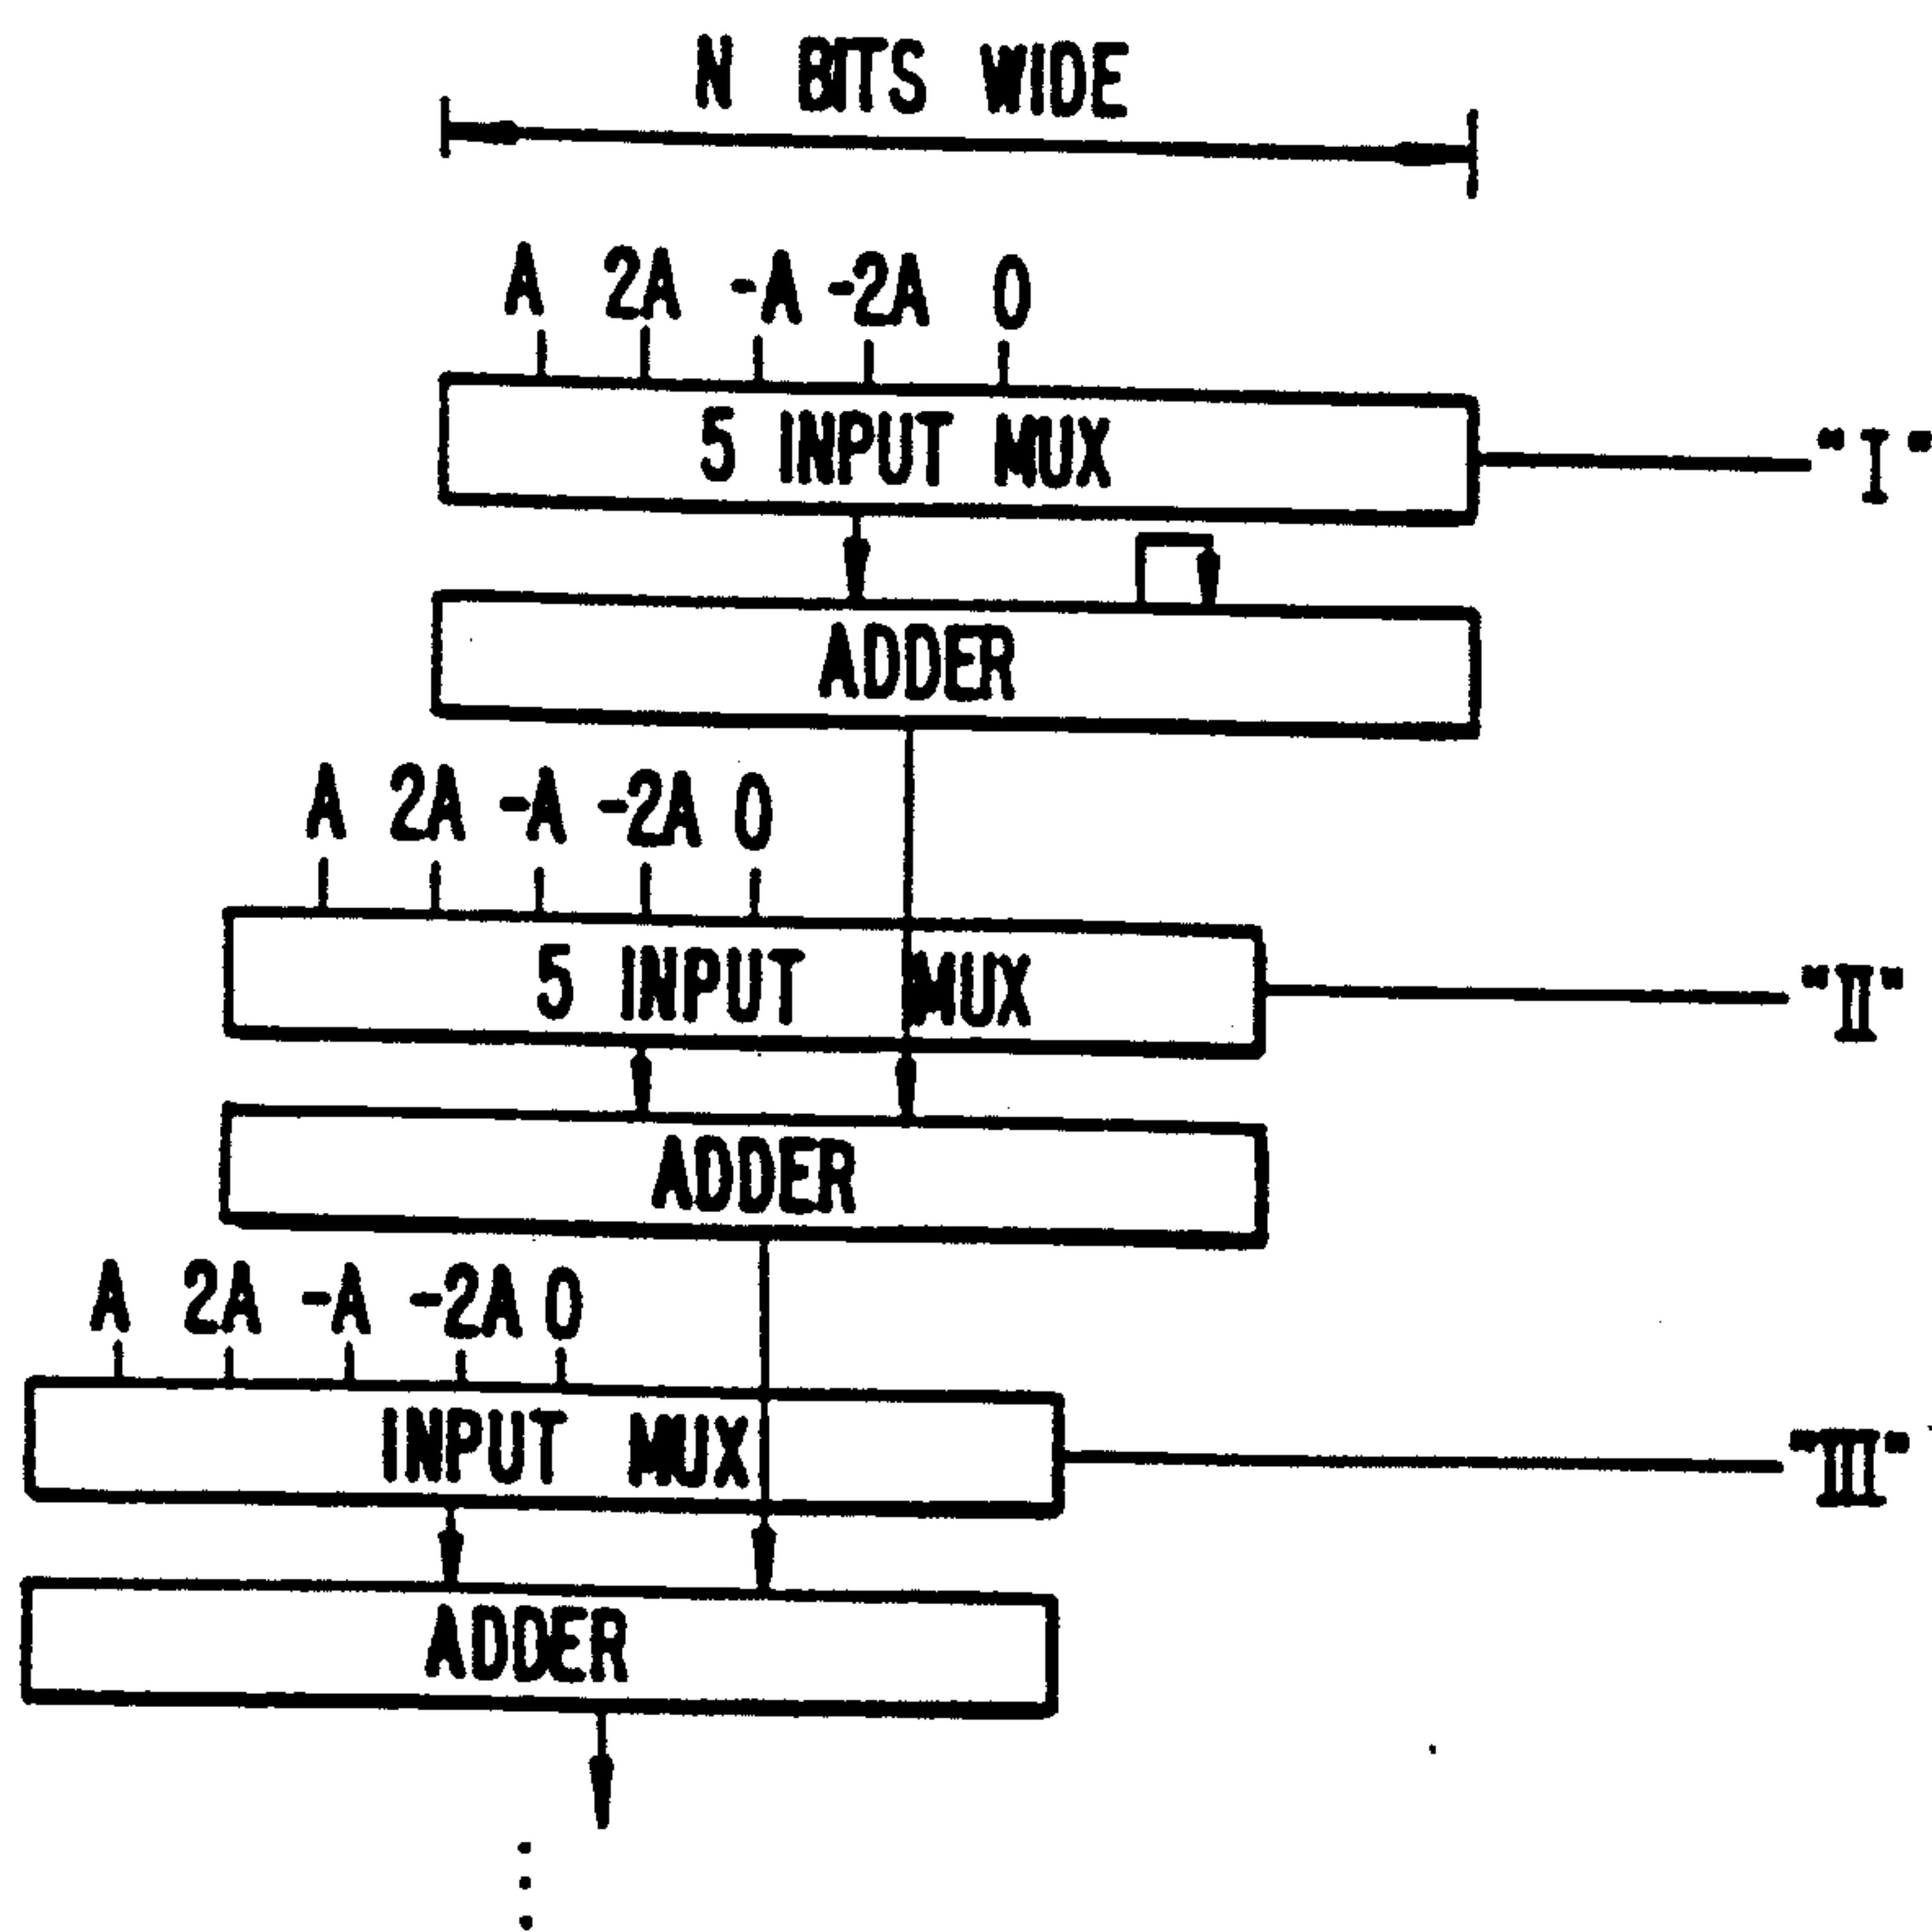 N BITS WIDE
A 2A -A -2A 0
5 INPUT MUX
"I"
ADDER
A 2A -A -2A 0
5 INPUT MUX
"II"
ADDER
A 2A -A -2A 0
INPUT MUX
"III"
ADDER